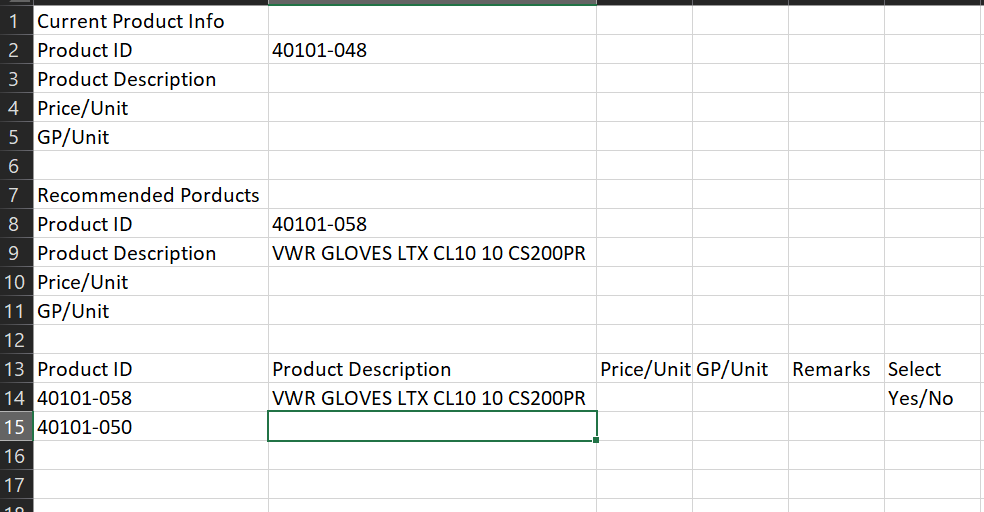 1 Current Product Info
2 Product ID 40101-048
3 Product Description
4 Price/Unit
5 GP/Unit
6
7 Recommended Porducts
8 Product ID 40101-058
9 Product Description VWR GLOVES LTX CL10 10 CS200PR
10 Price/Unit
11 GP/Unit
12
13 Product ID Product Description Price/Unit GP/Unit Remarks Select
14 40101-058 VWR GLOVES LTX CL10 10 CS200PR Yes/No
15 40101-050
16
17